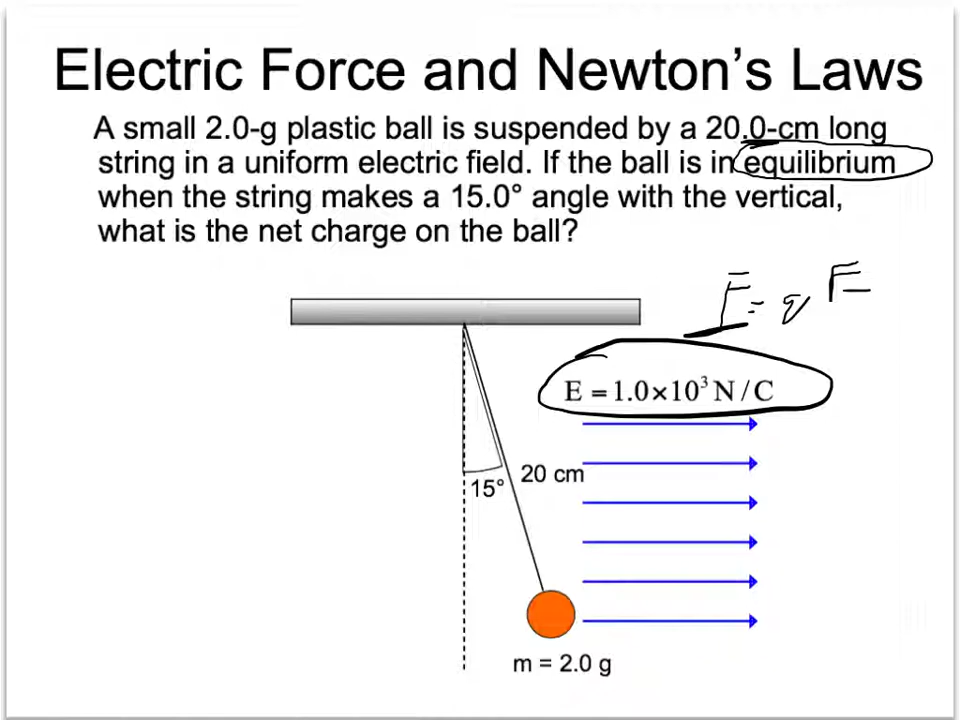 Electric Force and Newton's Laws
A small 2.0-g plastic ball is suspended by a 20.0-cm long
string in a uniform electric field. If the ball is in equilibrium
when the string makes a 15.0° angle with the vertical,
what is the net charge on the ball?
F = q E
E = 1.0×10³ N/C
20 cm
15°
m = 2.0 g